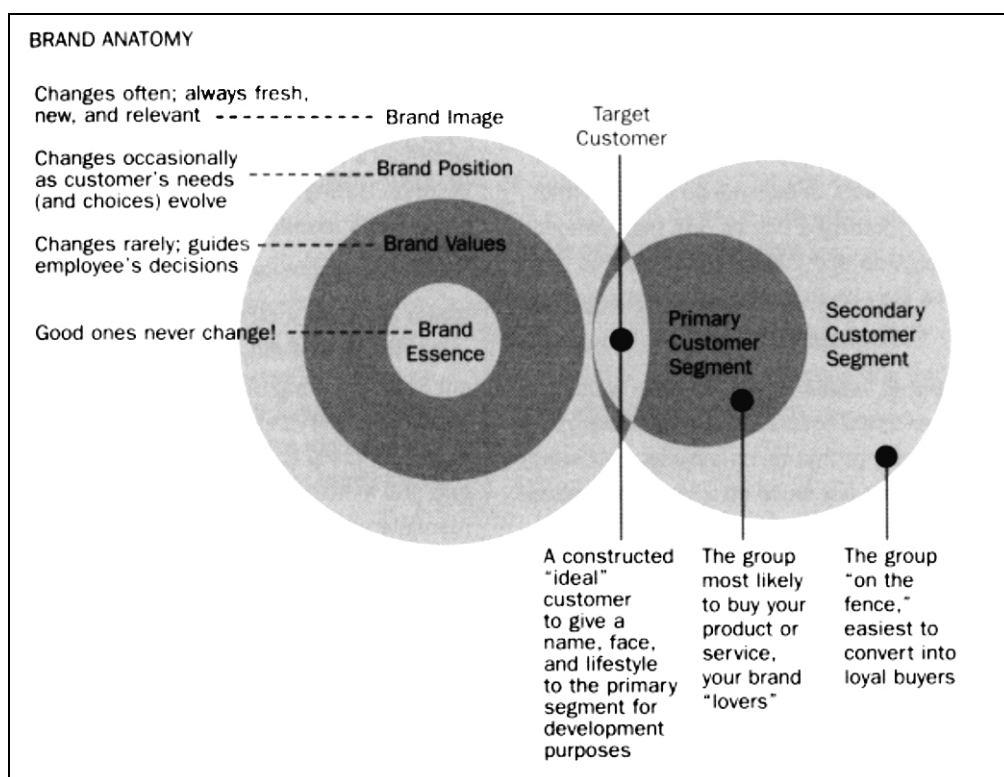 BRAND ANATOMY
Changes often; always fresh,
new, and relevant
Brand Image
Changes occasionally
as customer's needs
(and choices) evolve
Brand Position
Changes rarely; guides
employee's decisions
Brand Values
Good ones never change!
Brand
Essence
Target
Customer
Primary
Customer
Segment
Secondary
Customer
Segment
A constructed
"ideal"
customer
to give a
name, face,
and lifestyle
to the primary
segment for
development
purposes
The group
most likely
to buy your
product or
service,
your brand
"lovers"
The group
"on the
fence,"
easiest to
convert into
loyal buyers